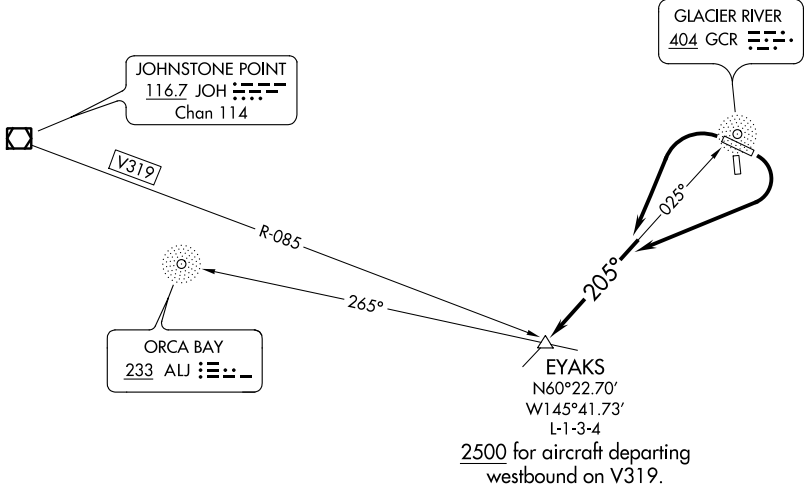 GLACIER RIVER
404 GCR
JOHNSTONE POINT
116.7 JOH
Chan 114
V319
R-085
025°
205°
265°
ORCA BAY
233 ALJ
EYAKS
N60°22.70'
W145°41.73'
L-1-3-4
2500 for aircraft departing
westbound on V319.